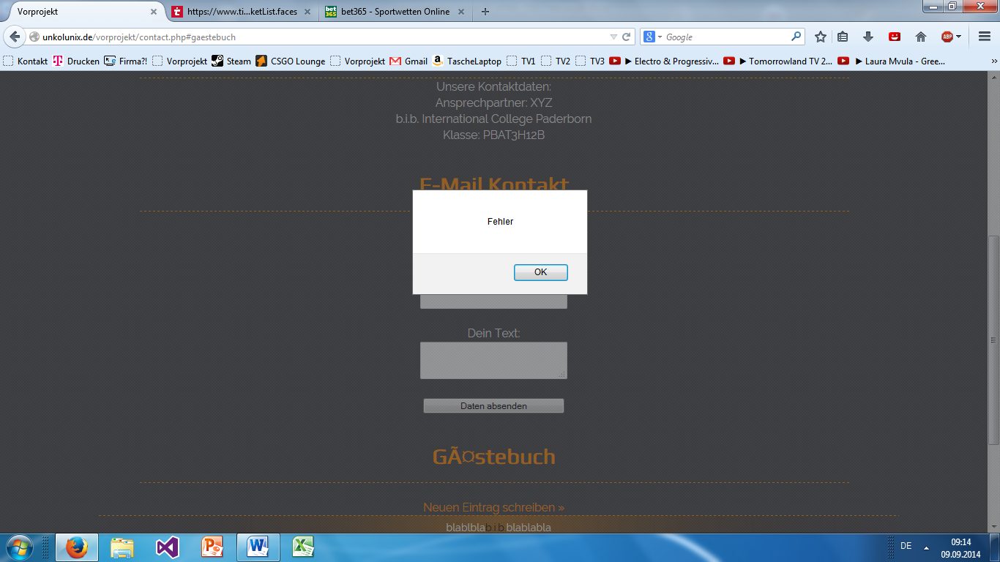 Vorprojekt
https://www.ti...ketList.faces
bet365 - Sportwetten Online
unkolunix.de/vorprojekt/contact.php#gaestebuch
Google
ABP
Kontakt
Drucken
Firma?!
Vorprojekt
Steam
CSGO Lounge
Vorprojekt
Gmail
TascheLaptop
TV1
TV2
TV3
▶ Electro & Progressiv...
▶ Tomorrowland TV 2...
▶ Laura Mvula - Gree...
Unsere Kontaktdaten:
Ansprechpartner: XYZ
b.i.b. International College Paderborn
Klasse: PBAT3H12B
E-Mail Kontakt
Fehler
OK
Dein Text:
Daten absenden
GÃ¤stebuch
Neuen Eintrag schreiben »
blablbla b.i.b blablabla
DE
09:14
09.09.2014